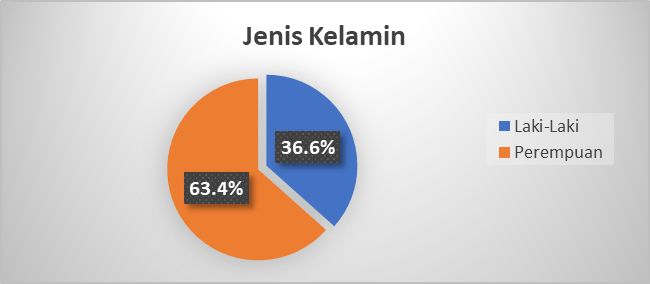 Jenis Kelamin
36.6%
63.4%
Laki-Laki
Perempuan